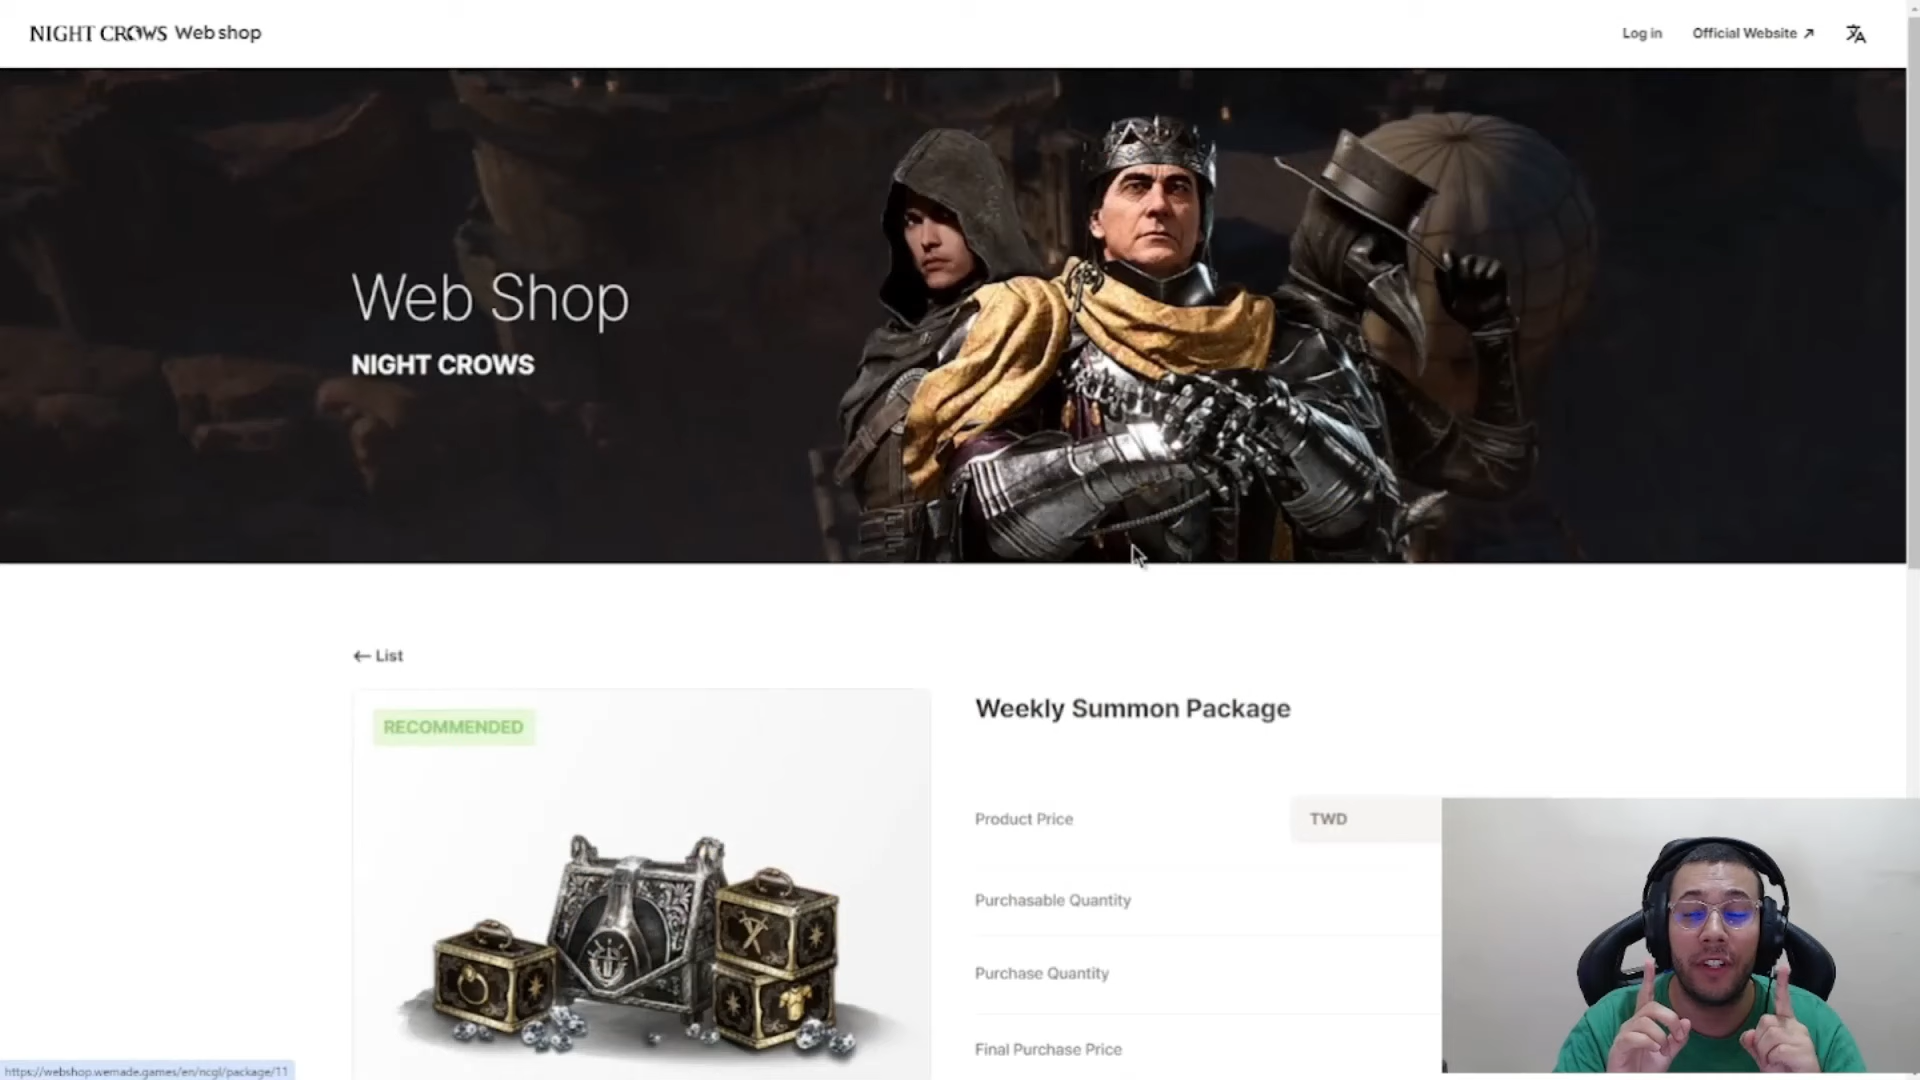 NIGHT CROWS Web shop
Log in
Official Website
Web Shop
NIGHT CROWS
List
RECOMMENDED
Weekly Summon Package
Product Price
TWD
Purchasable Quantity
Purchase Quantity
Final Purchase Price
https://webshop.wemade.games/en/ncgl/package/11